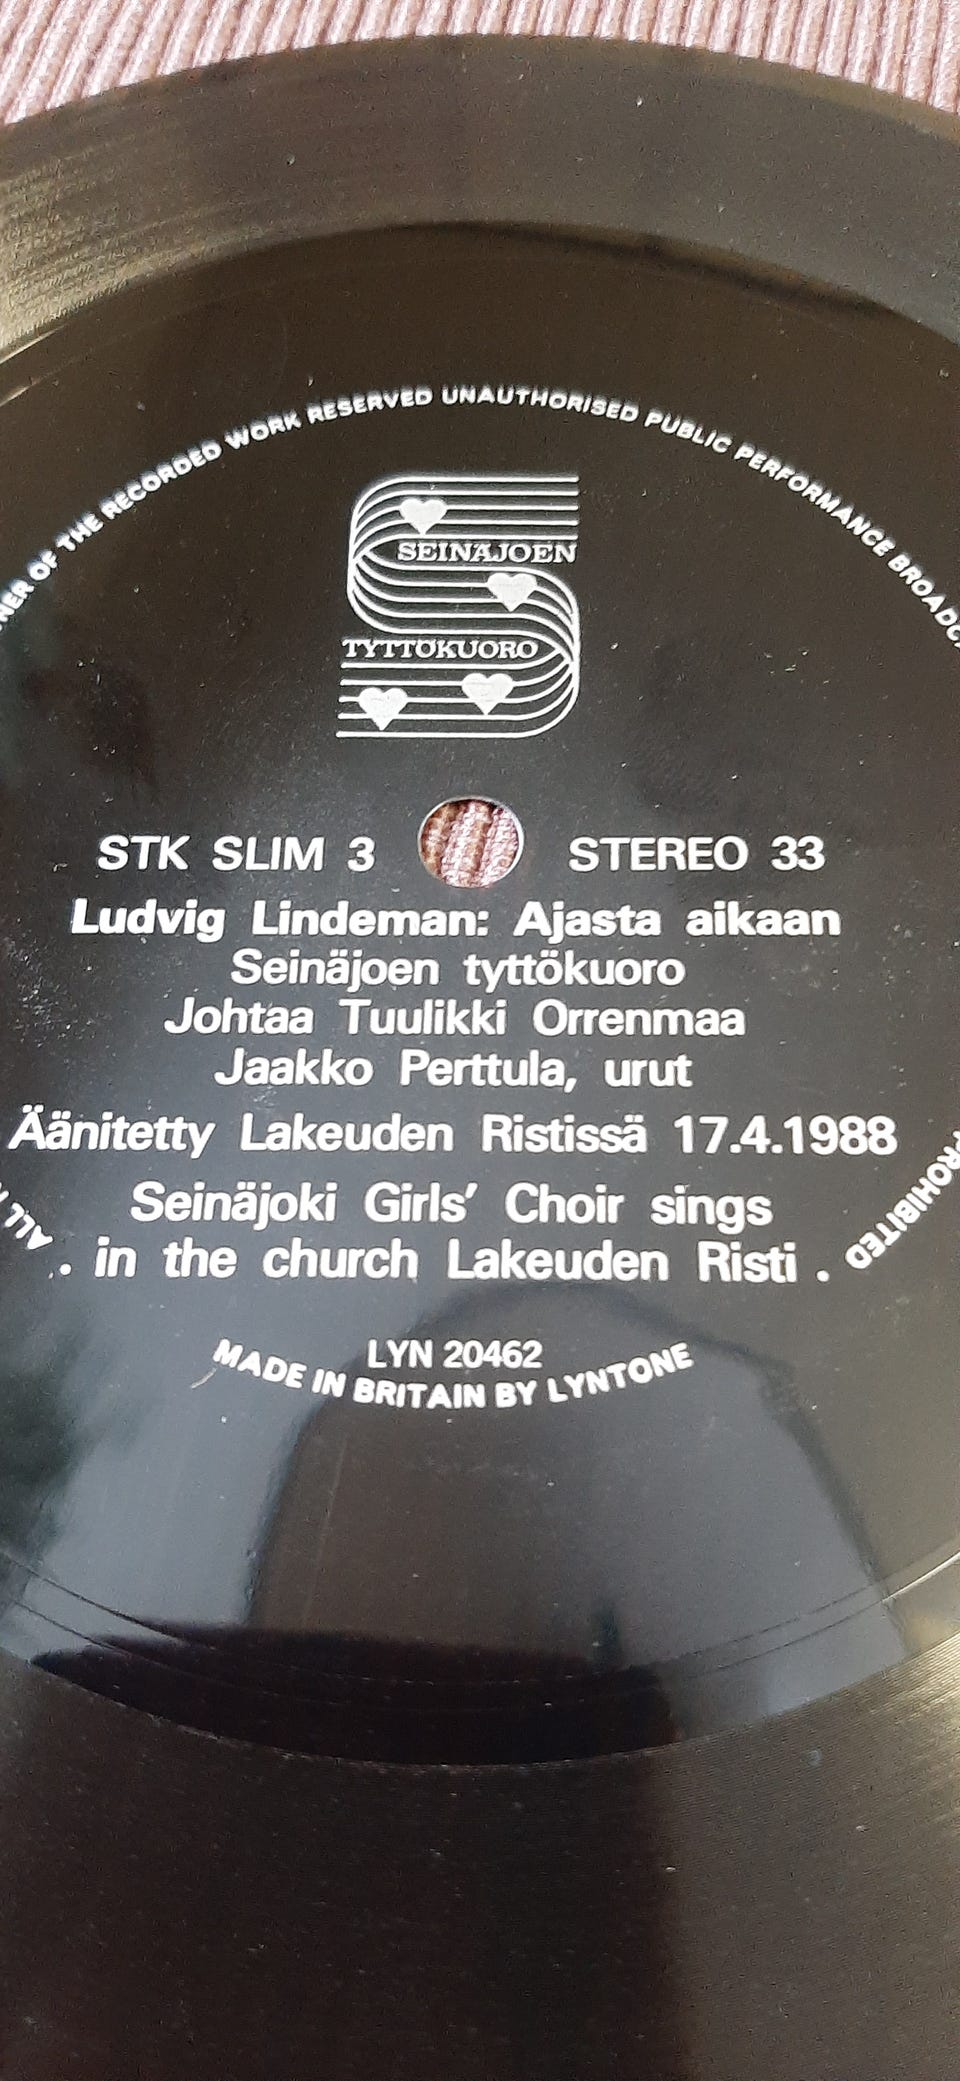 OF THE RECORDED WORK RESERVED UNAUTHORISED PUBLIC PERFORMANCE
SEINÄJOEN
TYTTÖKUORO
STK SLIM 3 STEREO 33
Ludvig Lindeman: Ajasta aikaan
Seinäjoen tyttökuoro
Johtaa Tuulikki Orrenmaa
Jaakko Perttula, urut
Äänitetty Lakeuden Ristissä 17.4.1988
Seinäjoki Girls' Choir sings
. in the church Lakeuden Risti .
PROHIBITED
ALL
LYN 20462
MADE IN BRITAIN BY LYNTONE